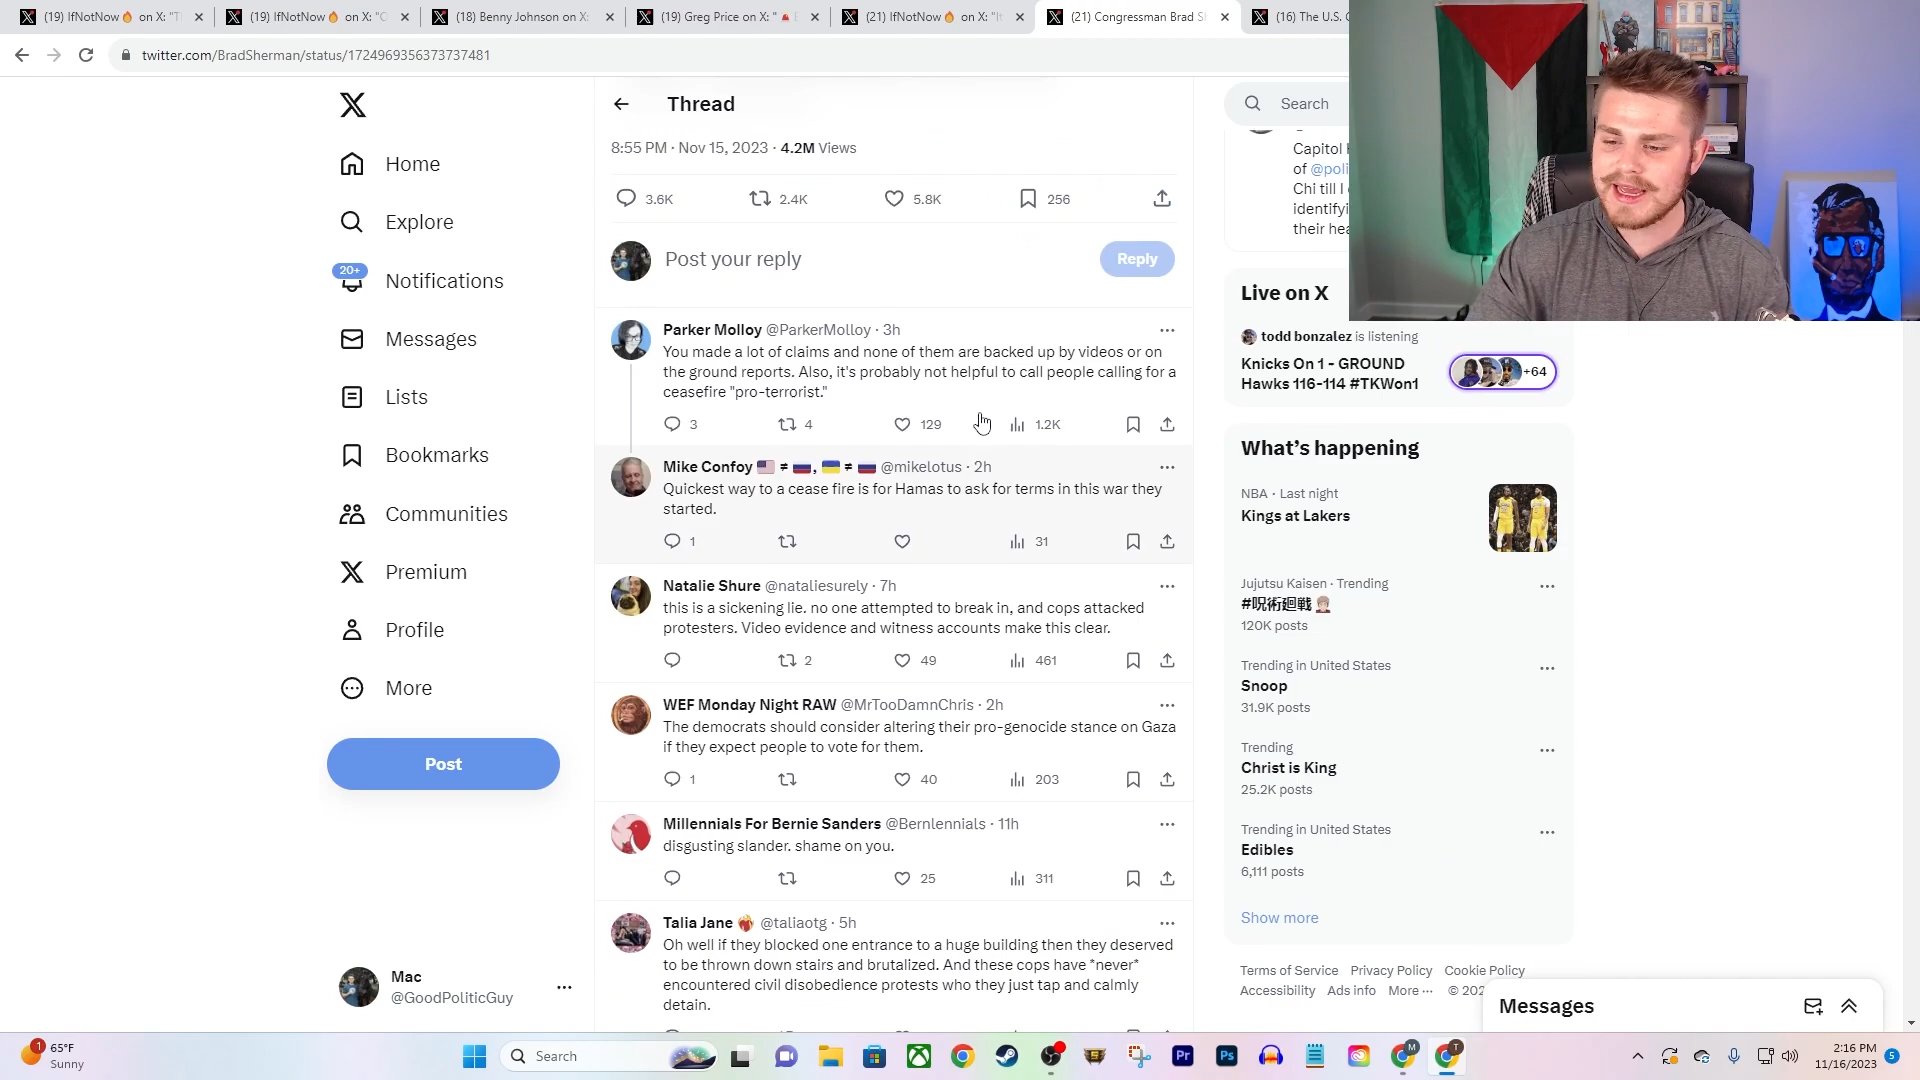 (19) IfNotNow🔥 on X: "T
(19) IfNotNow🔥 on X: "G
(18) Benny Johnson on X:
(19) Greg Price on X: "🚨
(21) IfNotNow🔥 on X: "It
(21) Congressman Brad Sh
(16) The U.S. C
twitter.com/BradSherman/status/1724969356373737481
Home
Explore
20+
Notifications
Messages
Lists
Bookmarks
Communities
Premium
Profile
More
Post
Mac
@GoodPoliticGuy
Thread
8:55 PM · Nov 15, 2023 · 4.2M Views
3.6K 2.4K 5.8K 256
Post your reply
Reply
Parker Molloy @ParkerMolloy · 3h
You made a lot of claims and none of them are backed up by videos or on
the ground reports. Also, it's probably not helpful to call people calling for a
ceasefire "pro-terrorist."
3 4 129 1.2K
Mike Confoy 🇺🇸 ≠ 🇷🇺, 🇺🇦 ≠ 🇷🇺 @mikelotus · 2h
Quickest way to a cease fire is for Hamas to ask for terms in this war they
started.
1 31
Natalie Shure @nataliesurely · 7h
this is a sickening lie. no one attempted to break in, and cops attacked
protesters. Video evidence and witness accounts make this clear.
2 49 461
WEF Monday Night RAW @MrTooDamnChris · 2h
The democrats should consider altering their pro-genocide stance on Gaza
if they expect people to vote for them.
1 40 203
Millennials For Bernie Sanders @Bernlennials · 11h
disgusting slander. shame on you.
25 311
Talia Jane ❤️‍🔥 @taliaotg · 5h
Oh well if they blocked one entrance to a huge building then they deserved
to be thrown down stairs and brutalized. And these cops have *never*
encountered civil disobedience protests who they just tap and calmly
detain.
Search
Capitol
of @poli
Chi till I
identifyi
their hea
Live on X
todd bonzalez is listening
Knicks On 1 - GROUND
Hawks 116-114 #TKWon1
+64
What's happening
NBA · Last night
Kings at Lakers
Jujutsu Kaisen · Trending
#呪術廻戦
120K posts
Trending in United States
Snoop
31.9K posts
Trending
Christ is King
25.2K posts
Trending in United States
Edibles
6,111 posts
Show more
Terms of Service Privacy Policy Cookie Policy
Accessibility Ads info More ··· © 202
Messages
1
65°F
Sunny
Search
Pr
Ps
M
T
2:16 PM
11/16/2023
5